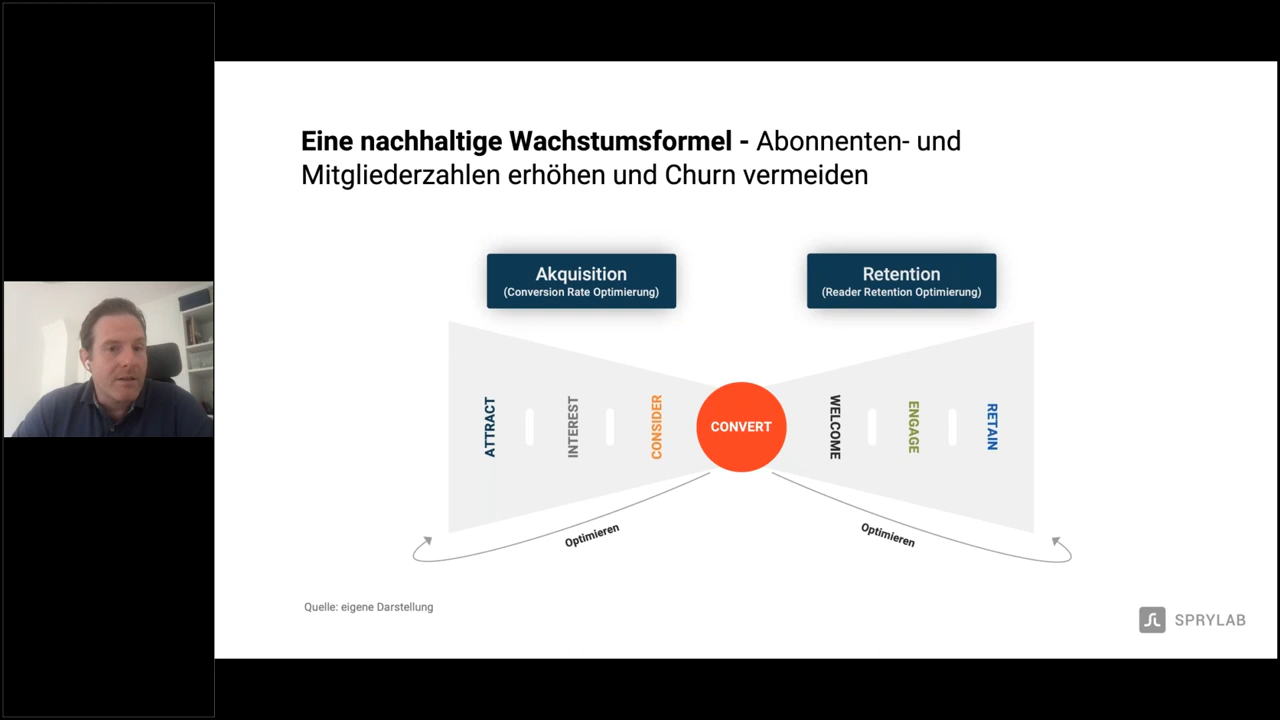 Eine nachhaltige Wachstumsformel - Abonnenten- und
Mitgliederzahlen erhöhen und Churn vermeiden
Akquisition
(Conversion Rate Optimierung)
Retention
(Reader Retention Optimierung)
ATTRACT
INTEREST
CONSIDER
CONVERT
WELCOME
ENGAGE
RETAIN
Optimieren
Optimieren
Quelle: eigene Darstellung
SPRYLAB